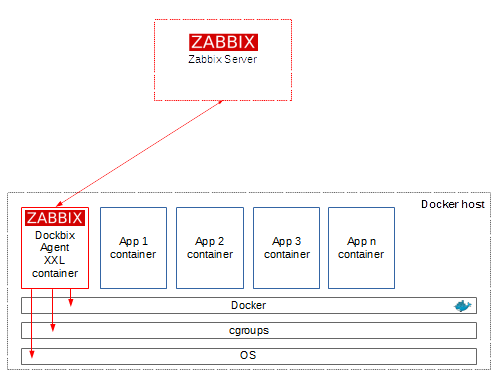 ZABBIX
Zabbix Server
Docker host
ZABBIX
Dockbix
Agent
XXL
container
App 1
container
App 2
container
App 3
container
App n
container
Docker
cgroups
OS